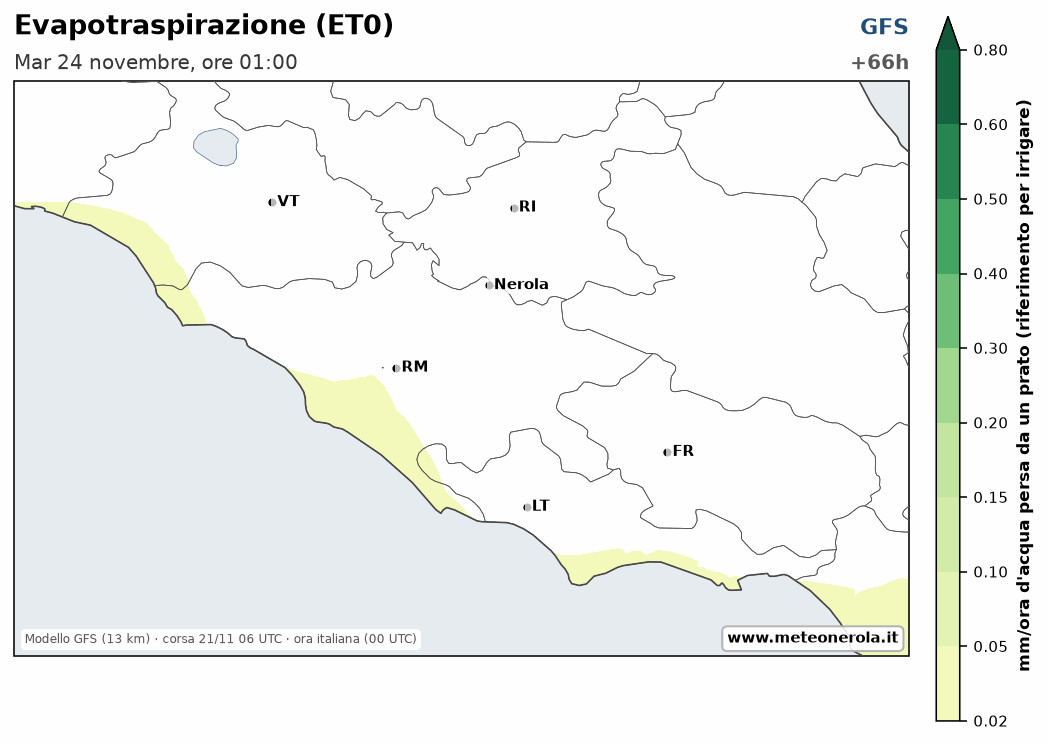 Evapotraspirazione (ET0)
GFS
Mar 24 novembre, ore 01:00
+66h
VT
RI
Nerola
RM
FR
LT
Modello GFS (13 km) · corsa 21/11 06 UTC · ora italiana (00 UTC)
www.meteonerola.it
0.80
0.60
0.50
0.40
0.30
0.20
0.15
0.10
0.05
0.02
mm/ora d'acqua persa da un prato (riferimento per irrigare)